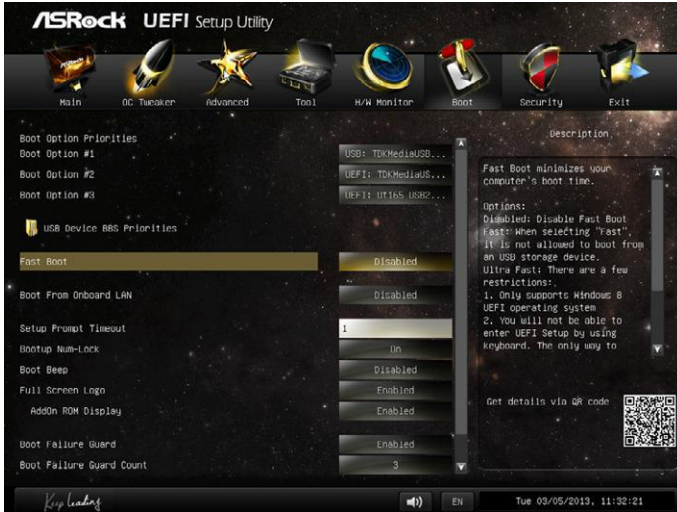 ASRock UEFI Setup Utility
Main
OC Tweaker
Advanced
Tool
H/W Monitor
Boot
Security
Exit
Boot Option Priorities
Boot Option #1 USB: TDKMediaUSB...
Boot Option #2 UEFI: TDKMediaUS...
Boot Option #3 UEFI: Ut165 USB2...
USB Device BBS Priorities
Fast Boot Disabled
Boot From Onboard LAN Disabled
Setup Prompt Timeout 1
Bootup Num-Lock On
Boot Beep Disabled
Full Screen Logo Enabled
AddOn ROM Display Enabled
Boot Failure Guard Enabled
Boot Failure Guard Count 3
Description
Fast Boot minimizes your
computer's boot time.
Options:
Disabled: Disable Fast Boot
Fast: When selecting "Fast",
it is not allowed to boot from
an USB storage device.
Ultra Fast: There are a few
restrictions:
1. Only supports Windows 8
UEFI operating system
2. You will not be able to
enter UEFI Setup by using
keyboard. The only way to
Get details via QR code
Keep Leading
EN
Tue 03/05/2013, 11:32:21